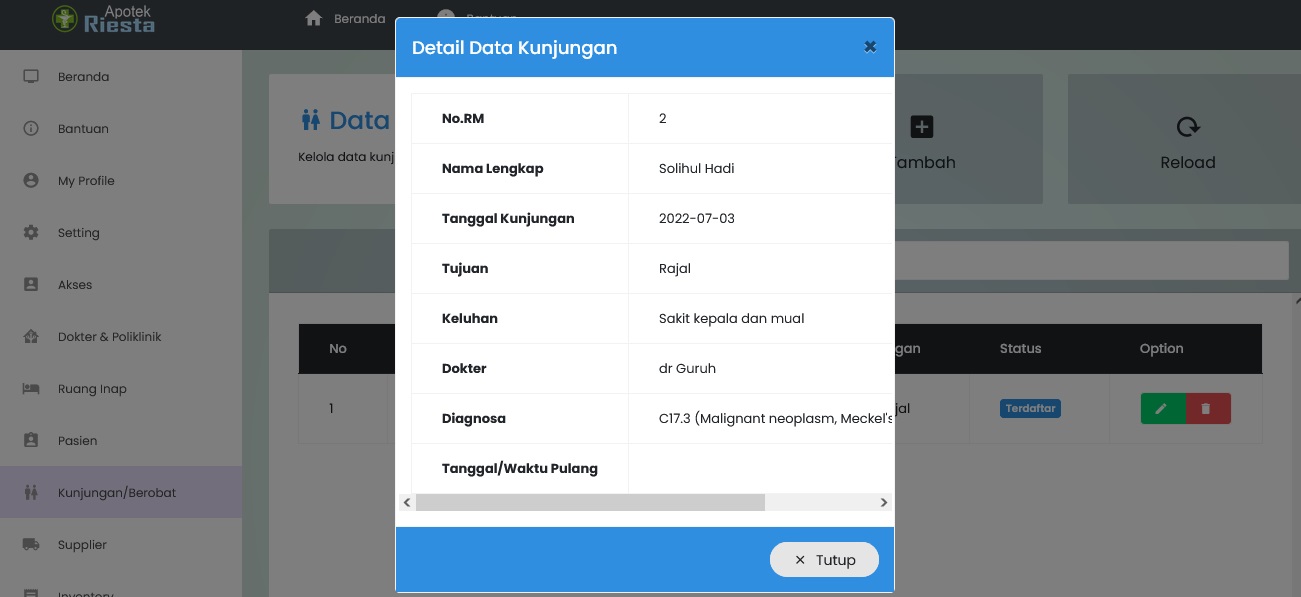 Apotek
Riesta
Beranda
Bantuan
Beranda
Bantuan
My Profile
Setting
Akses
Dokter & Poliklinik
Ruang Inap
Pasien
Kunjungan/Berobat
Supplier
Inventory
Data
Kelola data kunj
Tambah
Reload
No
gan
Status
Option
1
jal
Terdaftar
Detail Data Kunjungan
No.RM 2
Nama Lengkap Solihul Hadi
Tanggal Kunjungan 2022-07-03
Tujuan Rajal
Keluhan Sakit kepala dan mual
Dokter dr Guruh
Diagnosa C17.3 (Malignant neoplasm, Meckel's
Tanggal/Waktu Pulang
Tutup